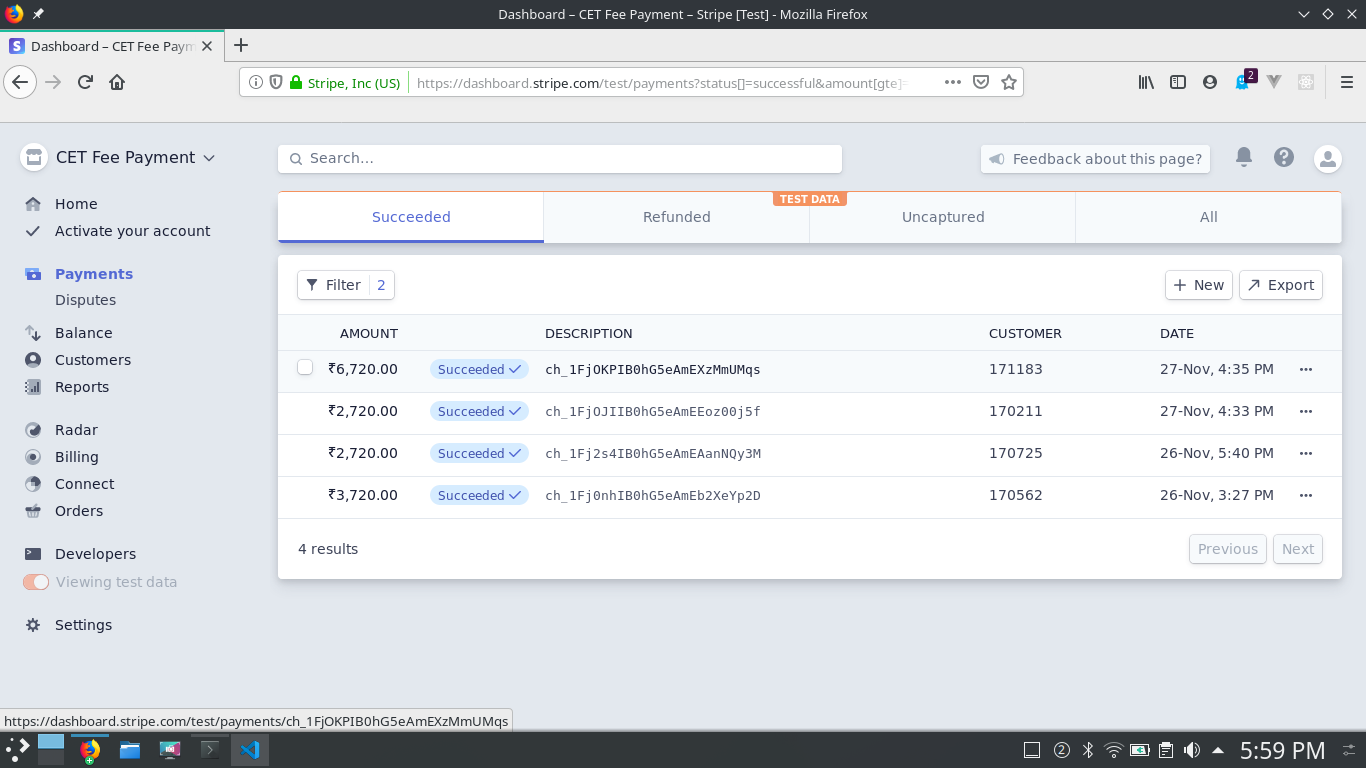 Dashboard – CET Fee Payment – Stripe [Test] - Mozilla Firefox
Dashboard – CET Fee Paym
Stripe, Inc (US) https://dashboard.stripe.com/test/payments?status[]=successful&amount[gte]= 2
CET Fee Payment
Search...
Feedback about this page?
Home
Activate your account
Payments
Disputes
Balance
Customers
Reports
Radar
Billing
Connect
Orders
Developers
Viewing test data
Settings
TEST DATA
Succeeded Refunded Uncaptured All
Filter 2 New Export
AMOUNT DESCRIPTION CUSTOMER DATE
₹6,720.00 Succeeded ch_1FjOKPIB0hG5eAmEXzMmUMqs 171183 27-Nov, 4:35 PM
₹2,720.00 Succeeded ch_1FjOJIIB0hG5eAmEEoz00j5f 170211 27-Nov, 4:33 PM
₹2,720.00 Succeeded ch_1Fj2s4IB0hG5eAmEAanNQy3M 170725 26-Nov, 5:40 PM
₹3,720.00 Succeeded ch_1Fj0nhIB0hG5eAmEb2XeYp2D 170562 26-Nov, 3:27 PM
4 results Previous Next
https://dashboard.stripe.com/test/payments/ch_1FjOKPIB0hG5eAmEXzMmUMqs
2 5:59 PM